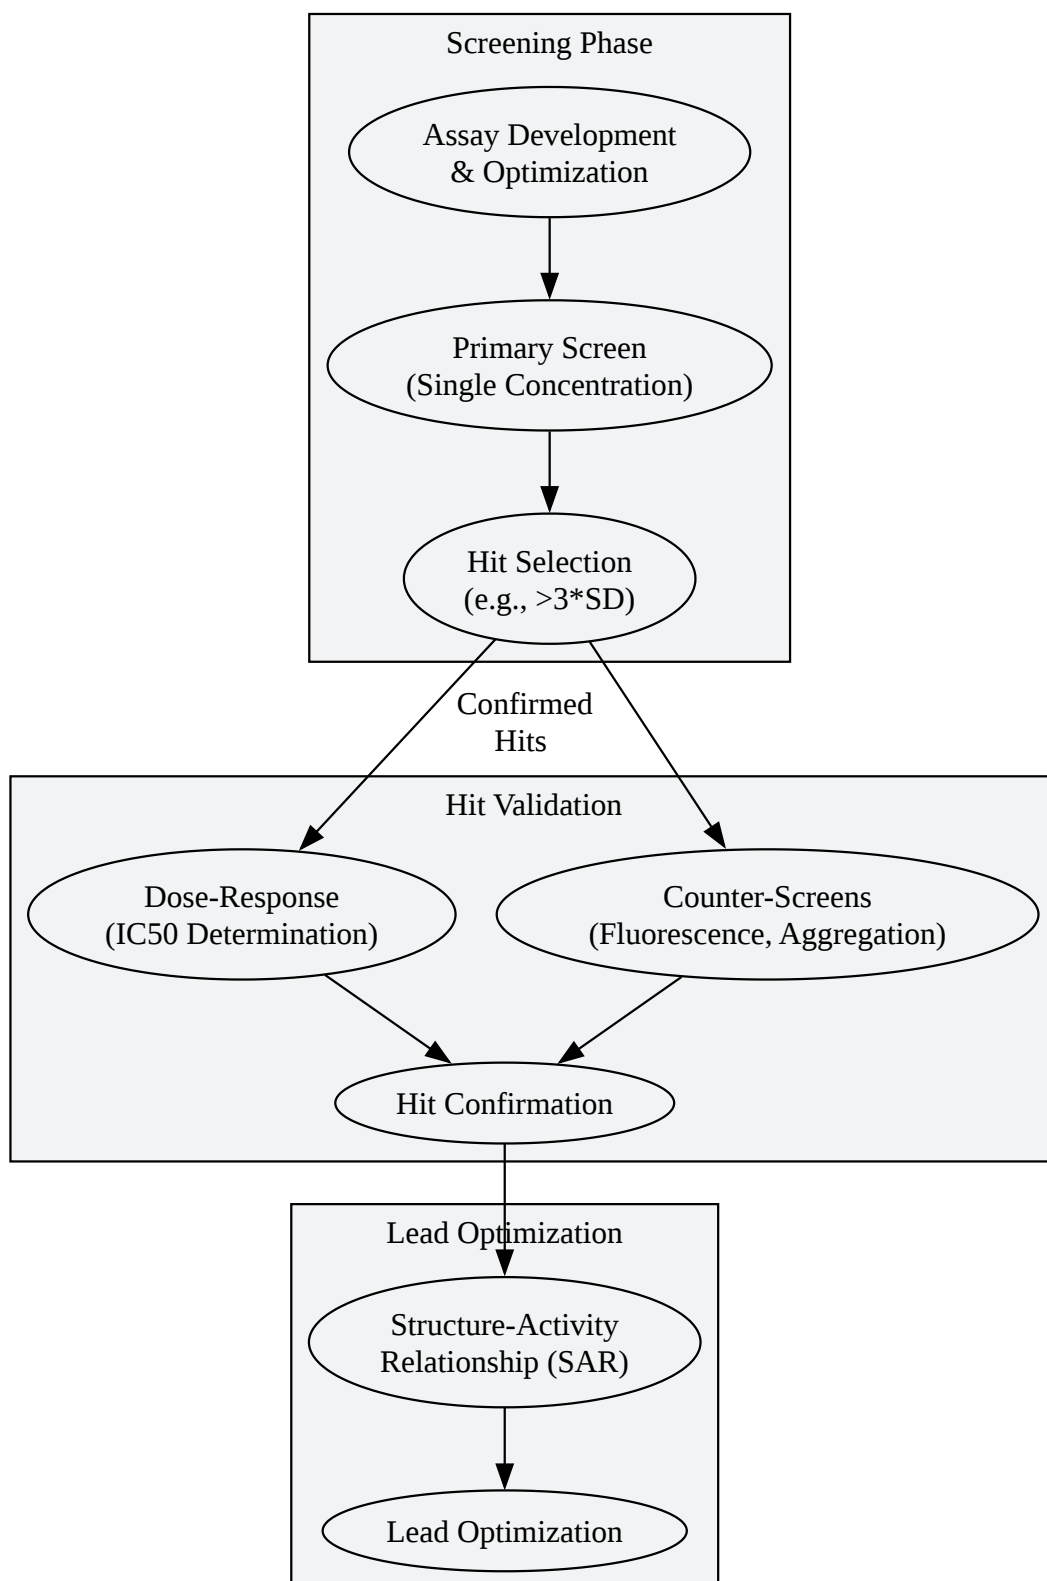 Screening Phase
Assay Development
& Optimization
Primary Screen
(Single Concentration)
Hit Selection
(e.g., >3*SD)
Confirmed
Hits
Hit Validation
Dose-Response
(IC50 Determination)
Counter-Screens
(Fluorescence, Aggregation)
Hit Confirmation
Lead Optimization
Structure-Activity
Relationship (SAR)
Lead Optimization